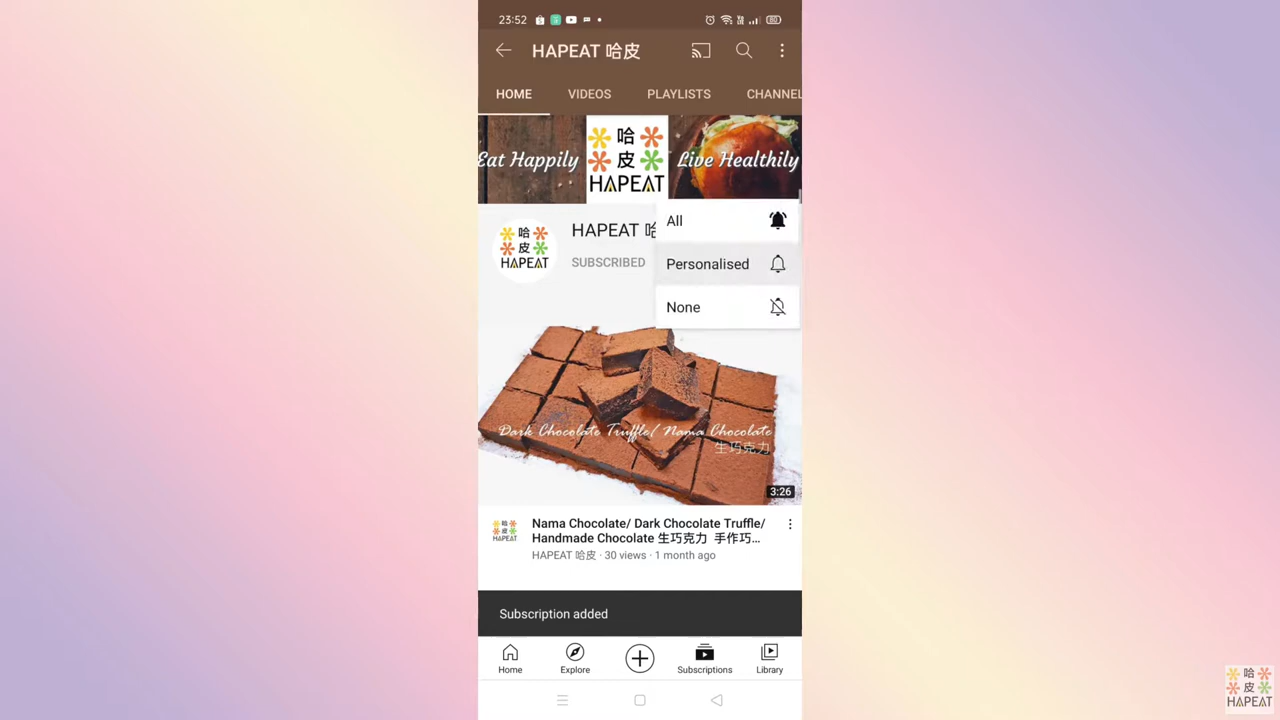 23:52
80
HAPEAT 哈皮
HOME VIDEOS PLAYLISTS CHANNEL
Eat Happily
哈
皮
HAPEAT
Live Healthily
哈
皮
HAPEAT
HAPEAT
SUBSCRIBED
All
Personalised
None
Dark Chocolate Truffle/ Nama Chocolate
生巧克力
3:26
哈
皮
HAPEAT
Nama Chocolate/ Dark Chocolate Truffle/
Handmade Chocolate 生巧克力 手作巧...
HAPEAT 哈皮 · 30 views · 1 month ago
Subscription added
Home Explore Subscriptions Library
哈
皮
HAPEAT